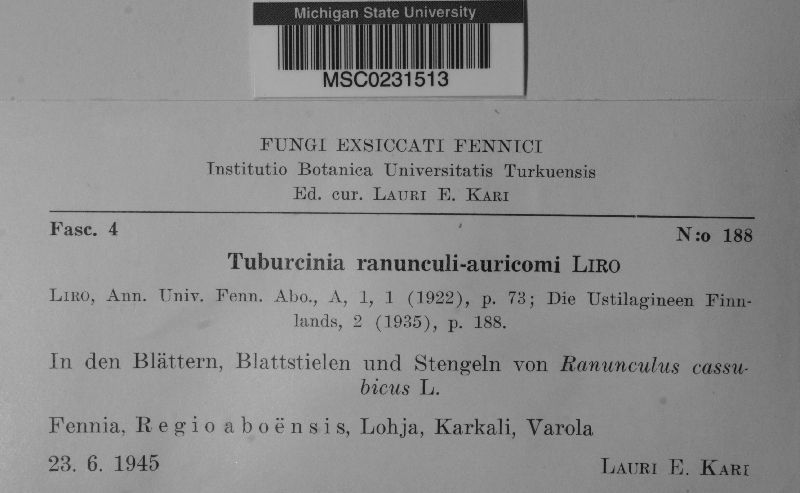 Michigan State University
MSC0231513
FUNGI EXSICCATI FENNICI
Institutio Botanica Universitatis Turkuensis
Ed. cur. LAURI E. KARI
Fasc. 4 N:o 188
Tuburcinia ranunculi-auricomi LIRO
LIRO, Ann. Univ. Fenn. Abo., A, 1, 1 (1922), p. 73; Die Ustilagineen Finn-
lands, 2 (1935), p. 188.
In den Blättern, Blattstielen und Stengeln von Ranunculus cassu-
bicus L.
Fennia, Regio aboënsis, Lohja, Karkali, Varola
23. 6. 1945 LAURI E. KARI